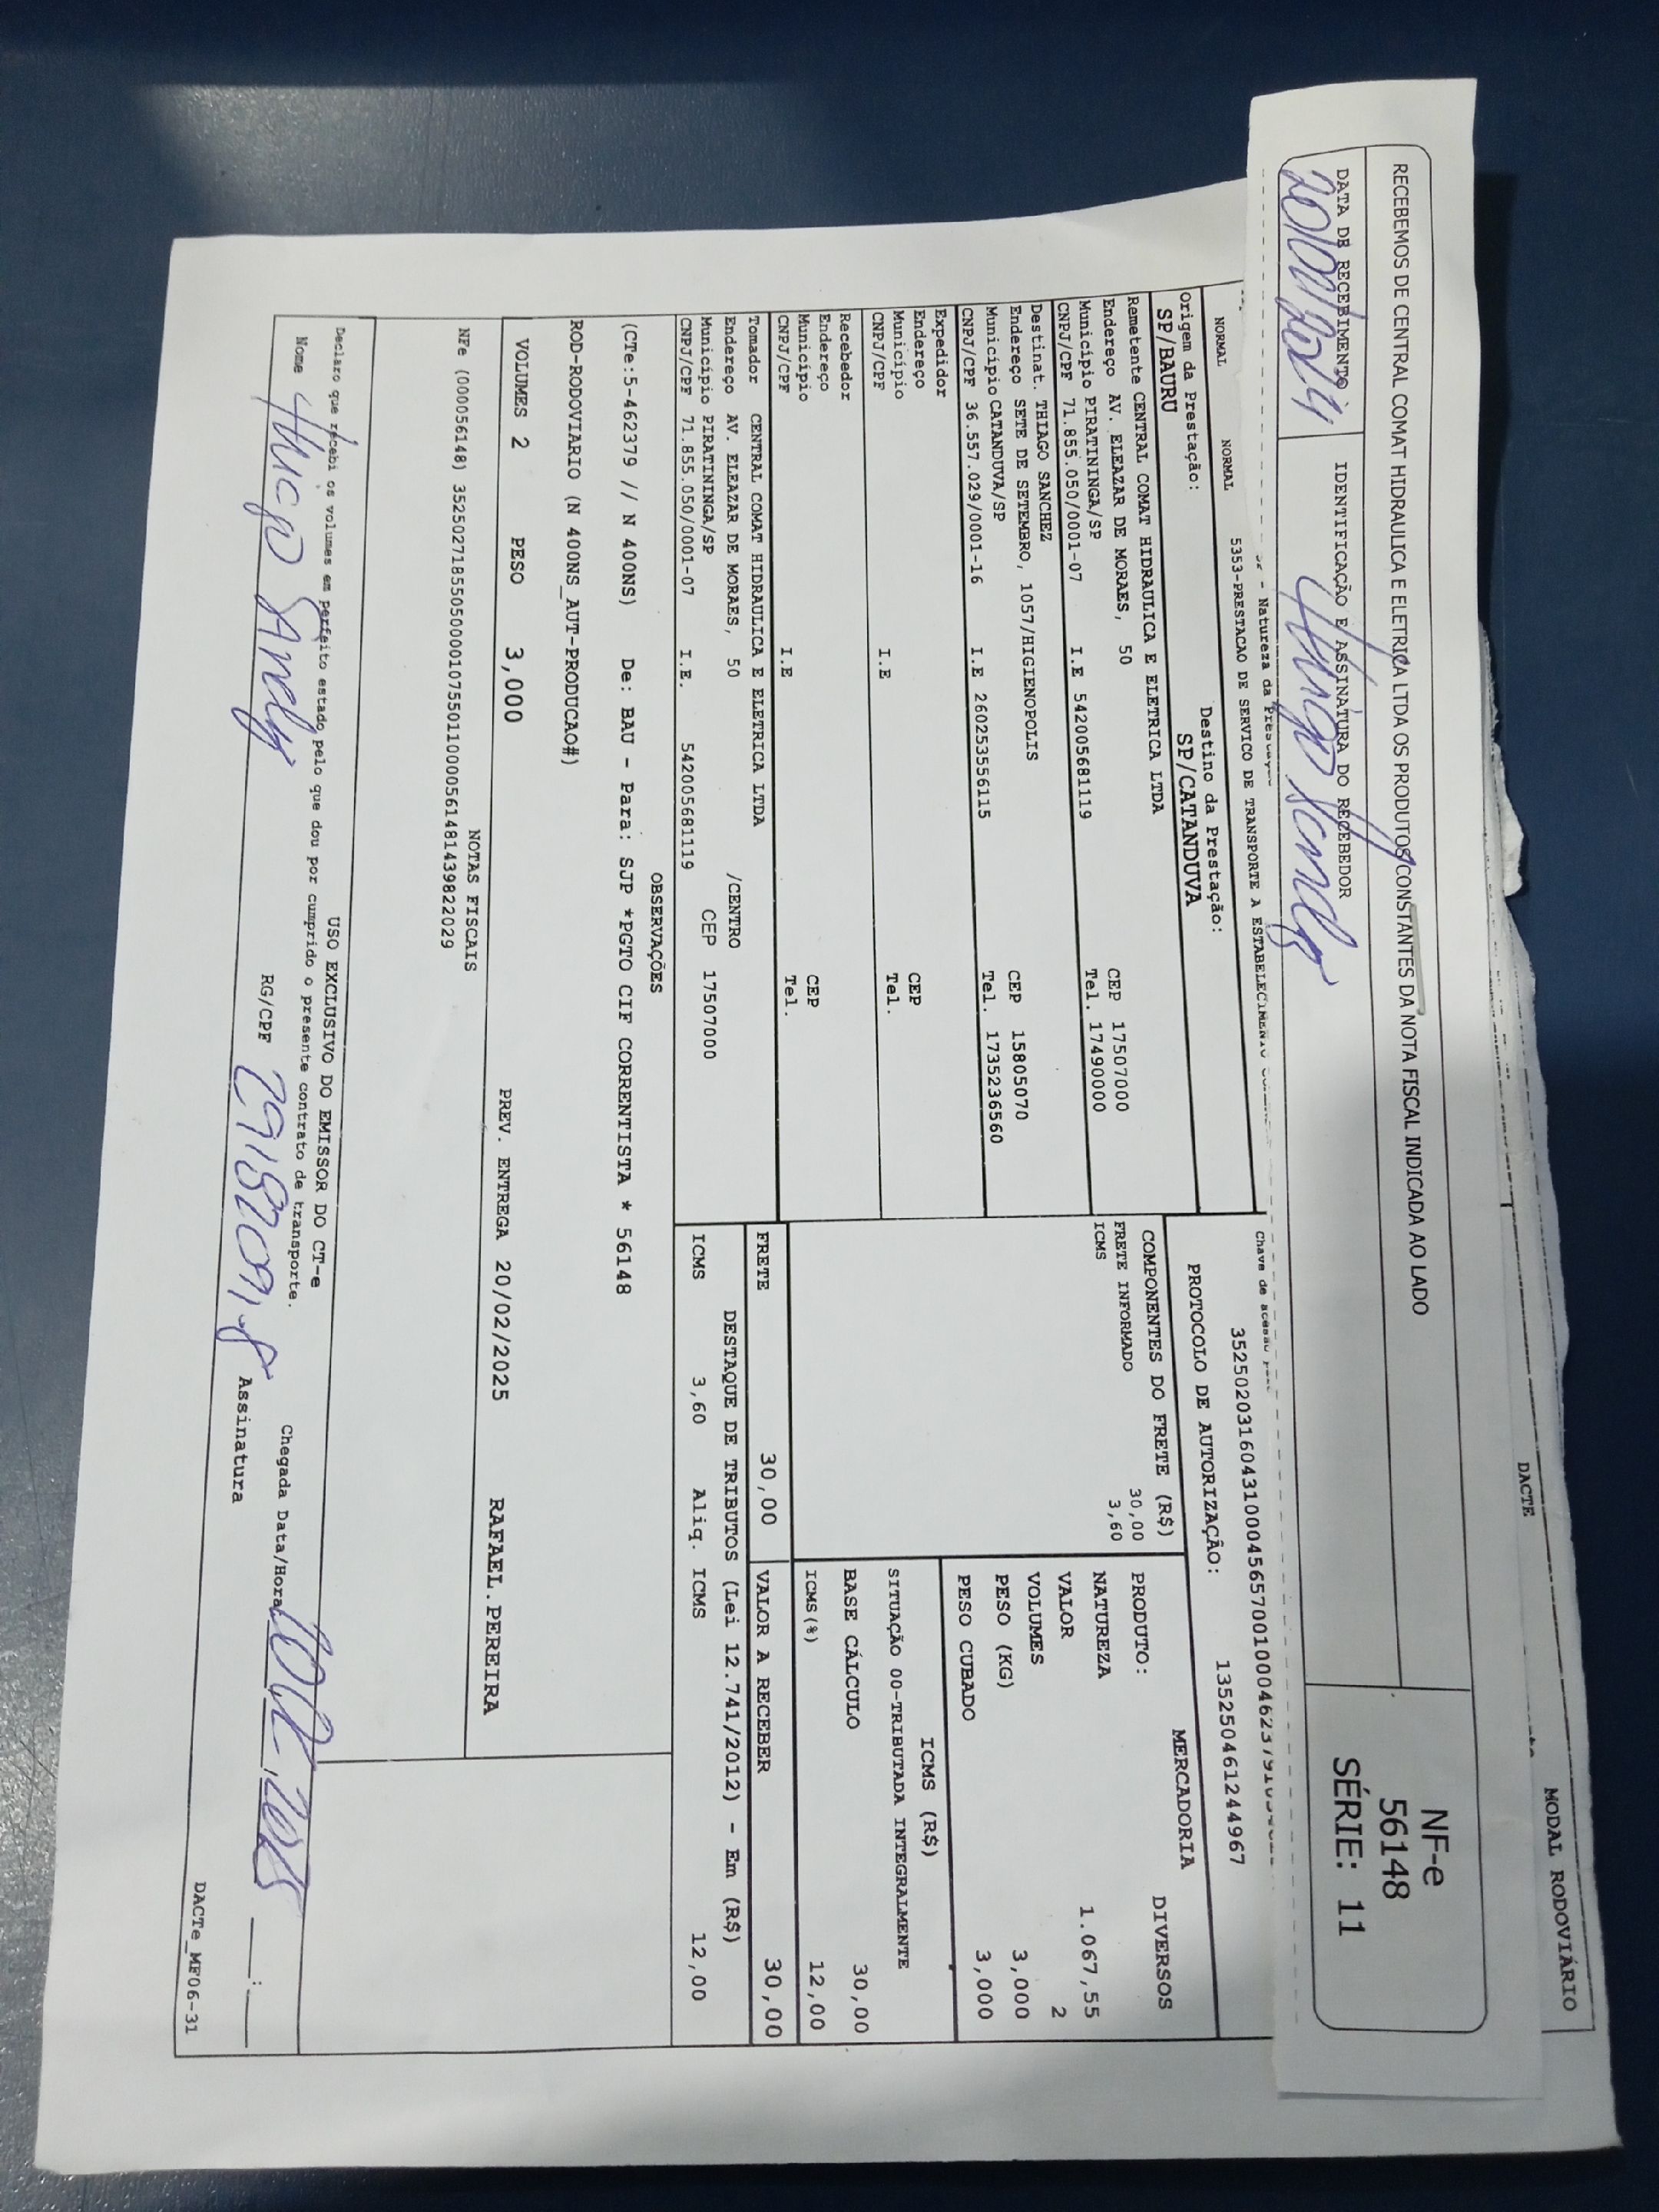 DACTE
MODAL RODOVIÁRIO
RECEBEMOS DE CENTRAL COMAT HIDRAULICA E ELETRICA LTDA OS PRODUTOS CONSTANTES DA NOTA FISCAL INDICADA AO LADO
NF-e
56148
SÉRIE: 11
DATA DE RECEBIMENTO
IDENTIFICAÇÃO E ASSINATURA DO RECEBEDOR
- Natureza da Prestação
Chave de acesso
NORMAL NORMAL 5353-PRESTACAO DE SERVICO DE TRANSPORTE A ESTABELECIMENTO
PROTOCOLO DE AUTORIZAÇÃO: 135250461244967
Origem da Prestação: Destino da Prestação:
SP/BAURU SP/CATANDUVA
Remetente CENTRAL COMAT HIDRAULICA E ELETRICA LTDA
Endereço AV. ELEAZAR DE MORAES, 50 CEP 17507000
Município PIRATININGA/SP Tel. 17490000
CNPJ/CPF 71.855.050/0001-07 I.E 542005681119
Destinat. THIAGO SANCHEZ
Endereço SETE DE SETEMBRO, 1057/HIGIENOPOLIS CEP 15805070
Município CATANDUVA/SP Tel. 1735236560
CNPJ/CPF 36.557.029/0001-16 I.E 260253556115
Expedidor
Endereço CEP
Município Tel.
CNPJ/CPF I.E
Recebedor
Endereço CEP
Município Tel.
CNPJ/CPF I.E
COMPONENTES DO FRETE (R$)
FRETE INFORMADO 30,00
ICMS 3,60
MERCADORIA
PRODUTO: DIVERSOS
NATUREZA
VALOR 1.067,55
VOLUMES 2
PESO (KG) 3,000
PESO CUBADO 3,000
ICMS (R$)
SITUAÇÃO 00-TRIBUTADA INTEGRALMENTE
BASE CÁLCULO 30,00
ICMS(%) 12,00
Tomador CENTRAL COMAT HIDRAULICA E ELETRICA LTDA
Endereço AV. ELEAZAR DE MORAES, 50 /CENTRO
Município PIRATININGA/SP CEP 17507000
CNPJ/CPF 71.855.050/0001-07 I.E. 542005681119
FRETE 30,00 VALOR A RECEBER 30,00
DESTAQUE DE TRIBUTOS (Lei 12.741/2012) - Em (R$)
ICMS 3,60 Aliq. ICMS 12,00
OBSERVAÇÕES
(CTe:5-462379 // N 400NS) De: BAU - Para: SJP *PGTO CIF CORRENTISTA * 56148
ROD-RODOVIARIO (N 400NS_AUT-PRODUCAO#)
VOLUMES 2 PESO 3,000 PREV. ENTREGA 20/02/2025 RAFAEL.PEREIRA
NOTAS FISCAIS
NFe (000056148) 35250271855050000107550110000561481439822029
USO EXCLUSIVO DO EMISSOR DO CT-e
Declaro que recebi os volumes em perfeito estado pelo que dou por cumprido o presente contrato de transporte.
Nome Hugo RG/CPF Chegada Data/Hora
Assinatura
DACTe_MF06-31